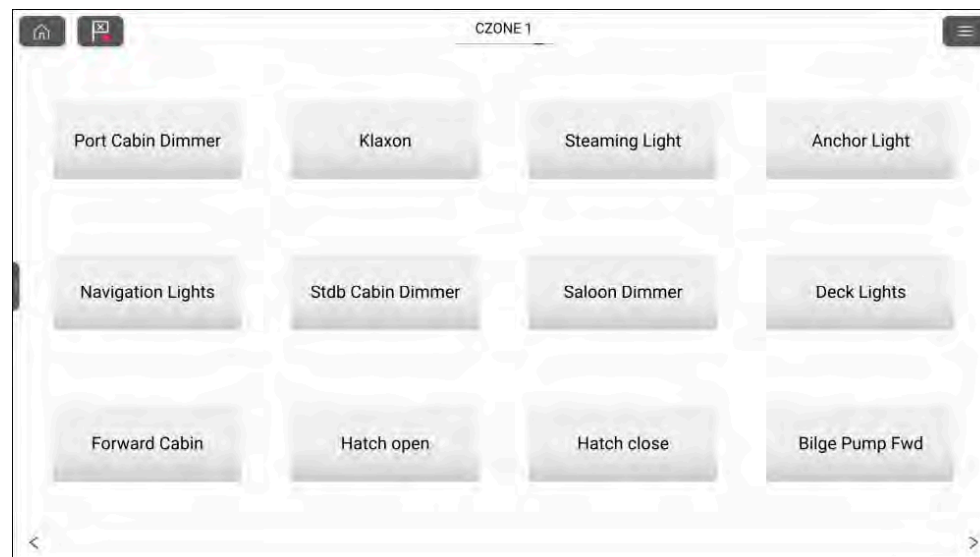 CZONE 1
Port Cabin Dimmer
Klaxon
Steaming Light
Anchor Light
Navigation Lights
Stdb Cabin Dimmer
Saloon Dimmer
Deck Lights
Forward Cabin
Hatch open
Hatch close
Bilge Pump Fwd